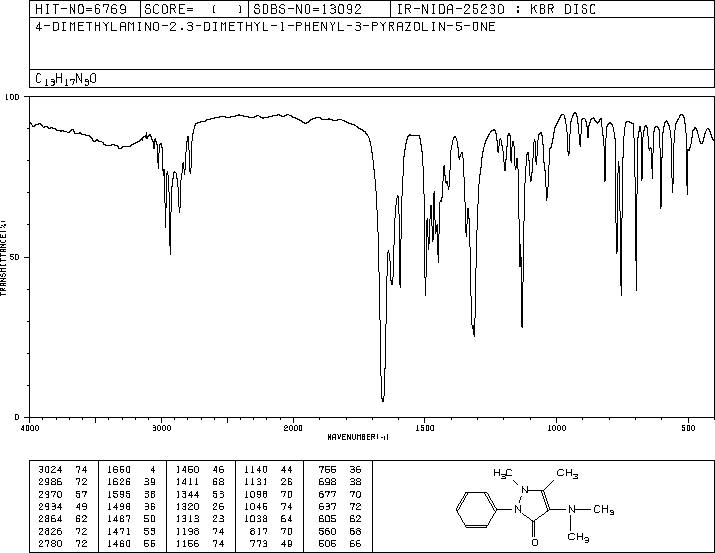 HIT-NO=6769 SCORE= ( ) SDBS-NO=13092 IR-NIDA-25230 : KBR DISC
4-DIMETHYLAMINO-2,3-DIMETHYL-1-PHENYL-3-PYRAZOLIN-5-ONE
C13H17N3O
100
50
0
TRANSMITTANCE(%)
4000 3000 2000 1500 1000 500
WAVENUMBER(-1)
3024 74 1660 4 1450 46 1140 44 766 36
2986 72 1626 39 1411 68 1131 26 698 38
2970 57 1595 38 1344 53 1098 70 677 70
2934 49 1498 36 1320 26 1046 74 637 72
2864 62 1487 50 1313 23 1038 64 605 62
2826 72 1471 53 1198 74 817 70 560 68
2780 72 1460 56 1156 74 773 49 505 66
H3C CH3
N
N N CH3
O CH3